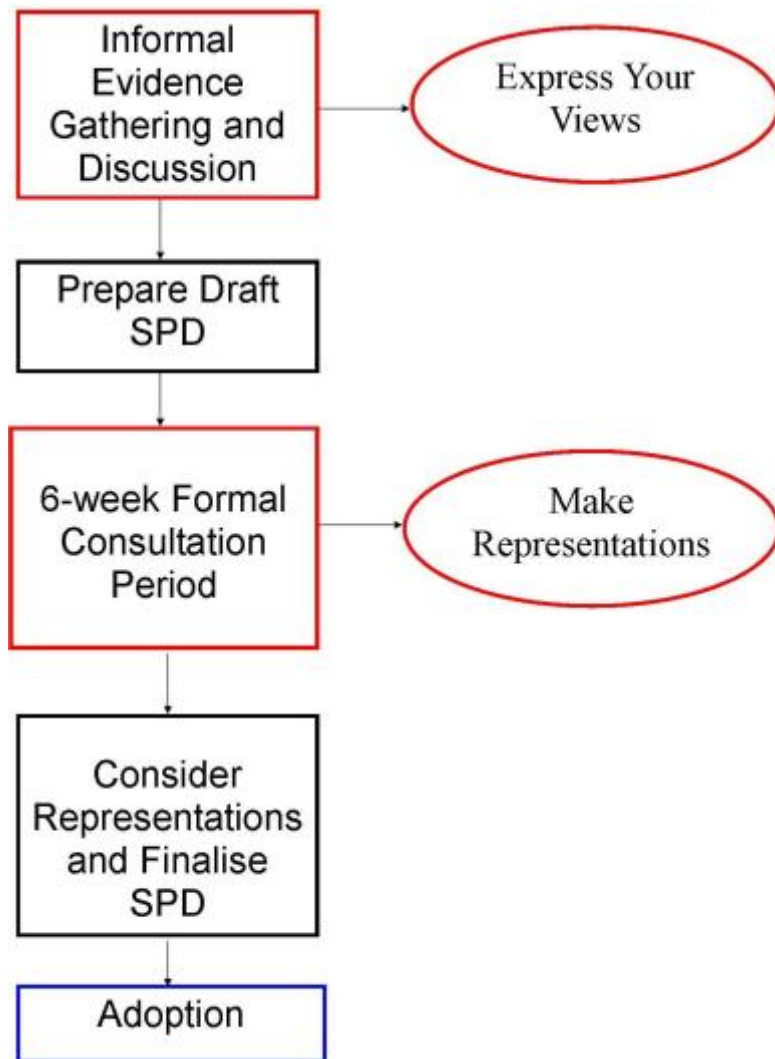 Informal
Evidence
Gathering and
Discussion
Express Your
Views
Prepare Draft
SPD
6-week Formal
Consultation
Period
Make
Representations
Consider
Representations
and Finalise
SPD
Adoption